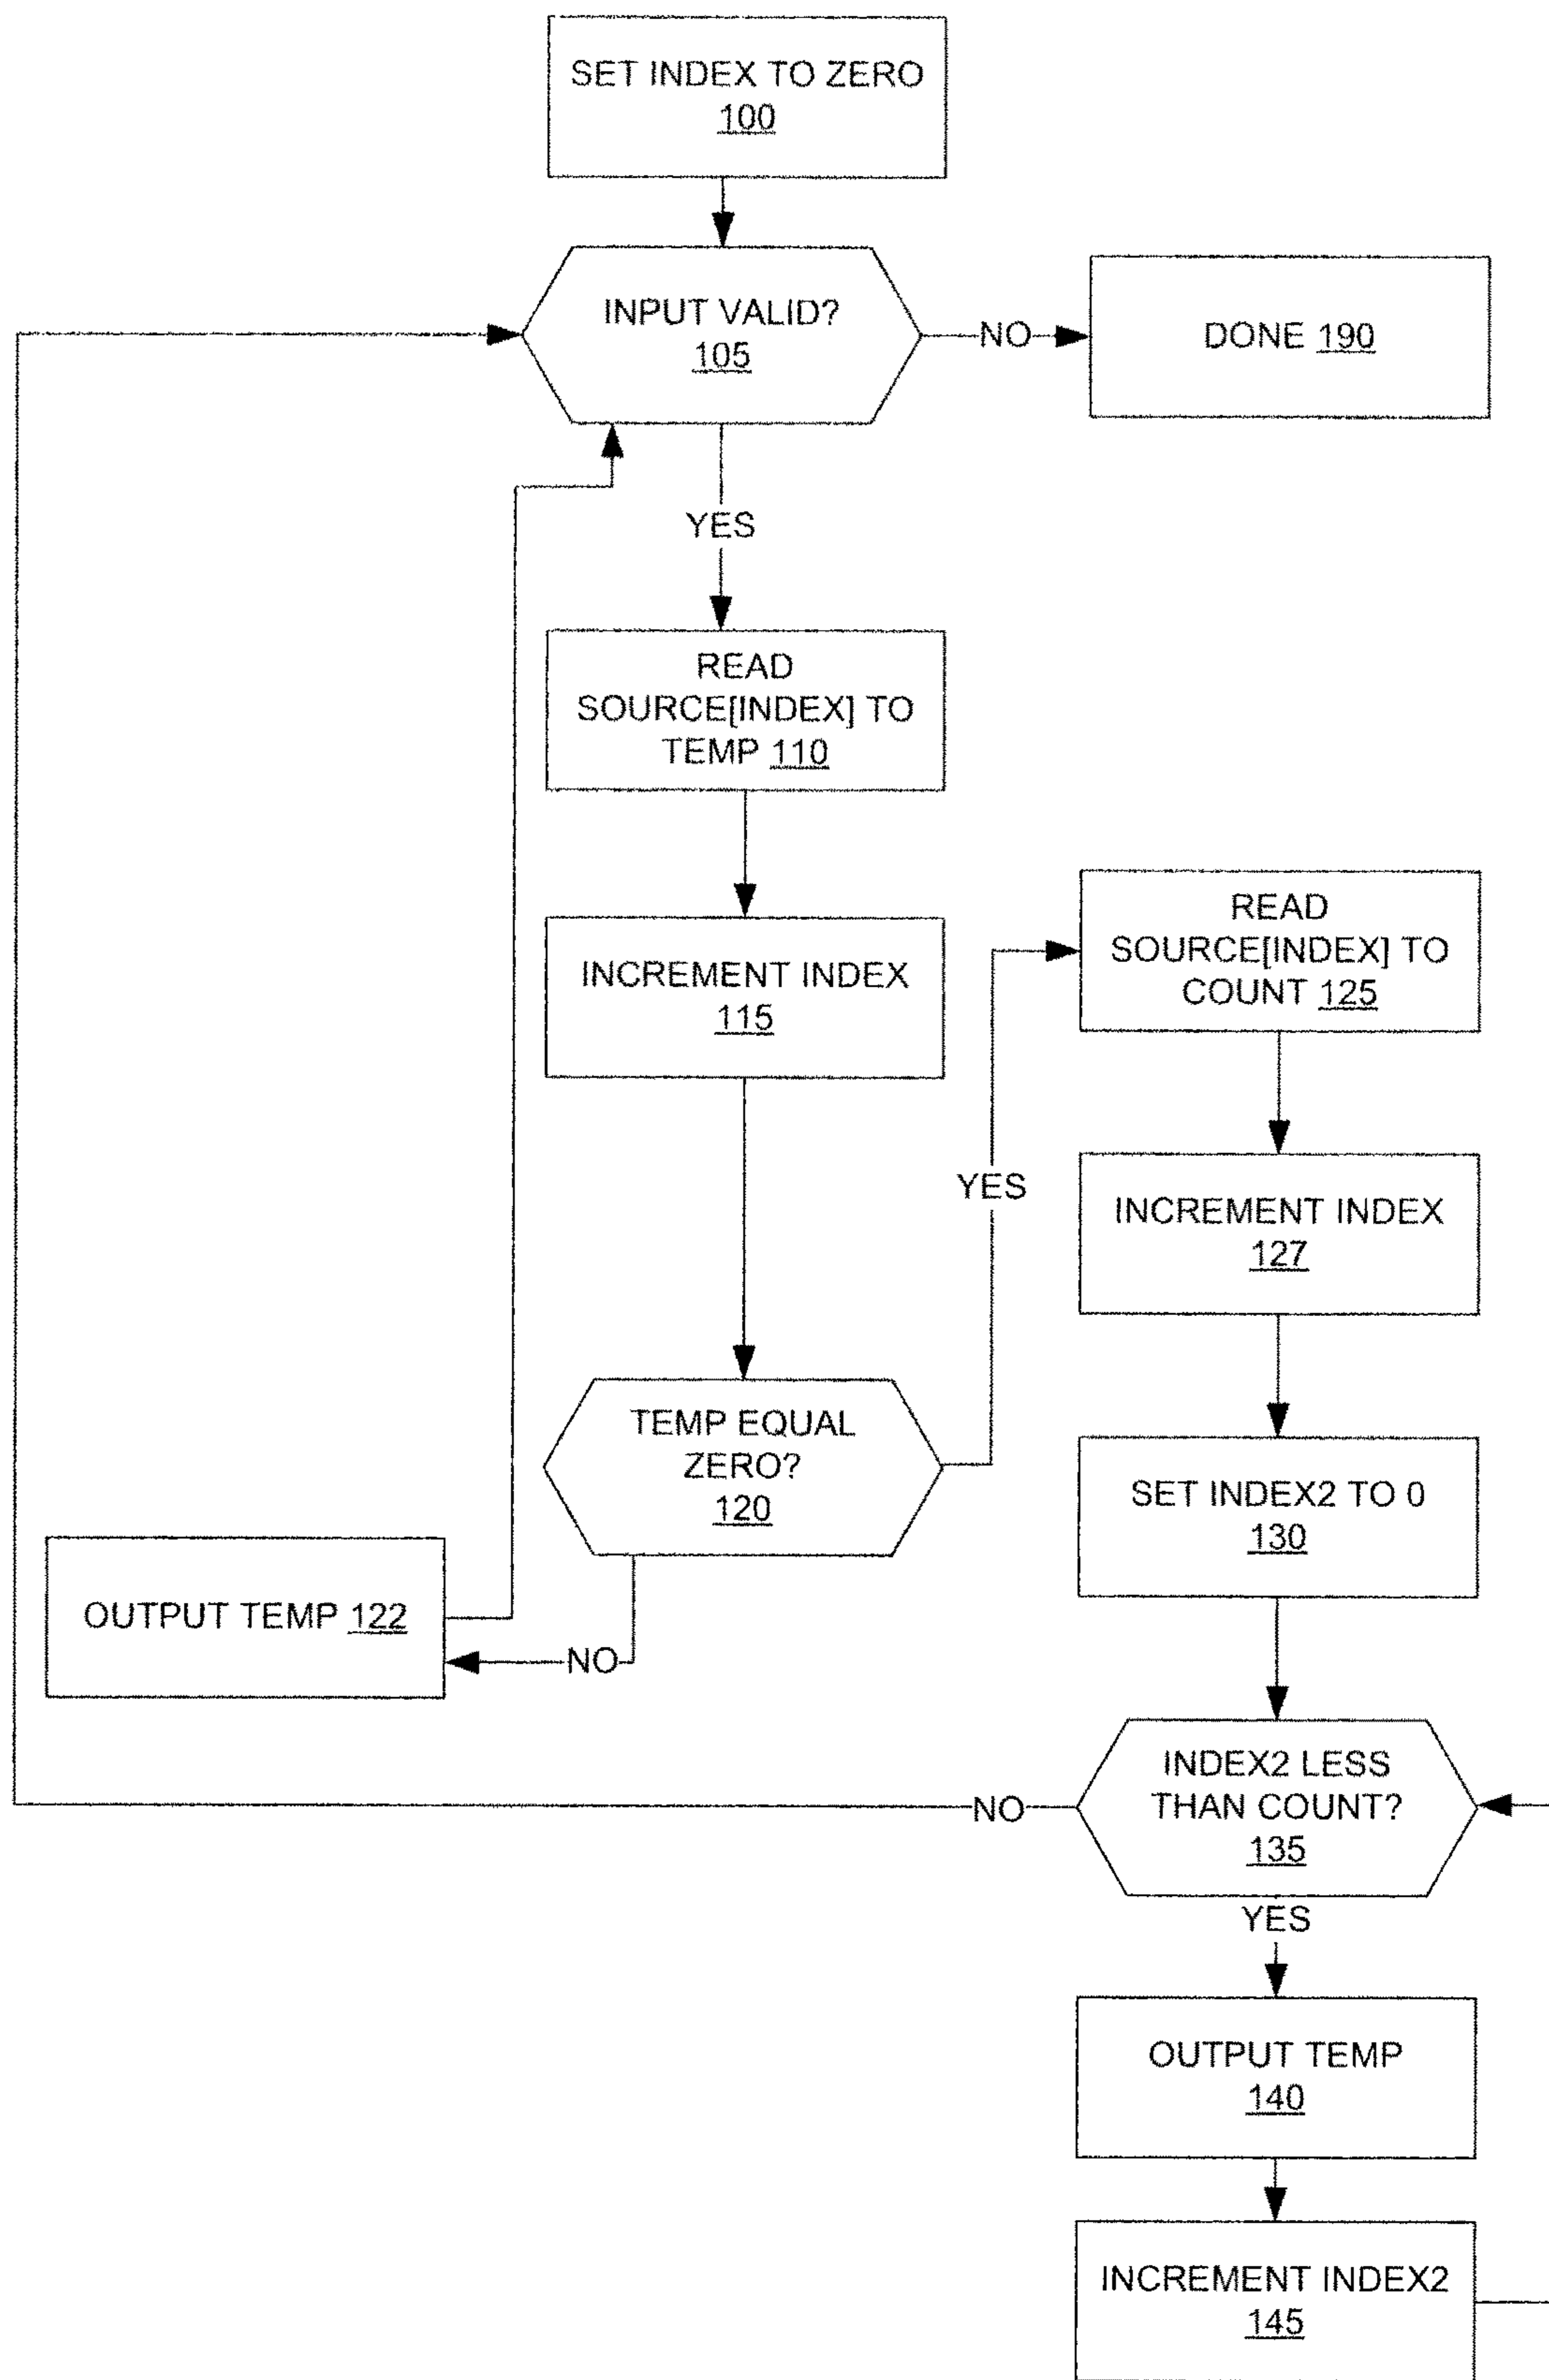 SET INDEX TO ZERO
100
INPUT VALID?
105
NO
DONE 190
YES
READ
SOURCE[INDEX] TO
TEMP 110
INCREMENT INDEX
115
READ
SOURCE[INDEX] TO
COUNT 125
YES
INCREMENT INDEX
127
TEMP EQUAL
ZERO?
120
SET INDEX2 TO 0
130
OUTPUT TEMP 122
NO
INDEX2 LESS
THAN COUNT?
135
NO
YES
OUTPUT TEMP
140
INCREMENT INDEX2
145